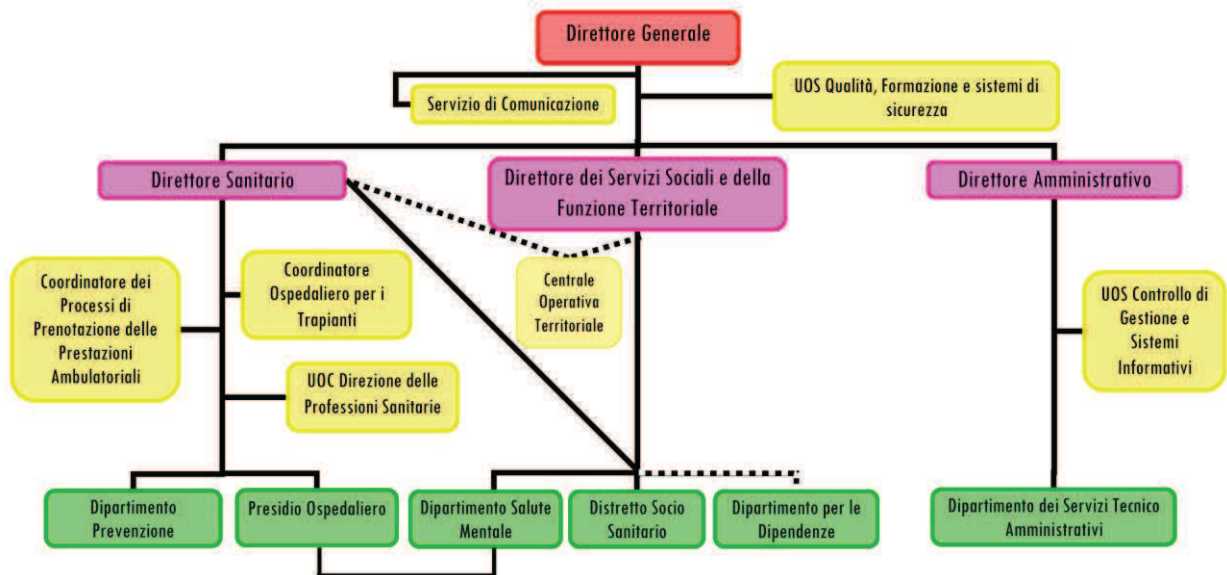 Direttore Generale
Servizio di Comunicazione
UOS Qualità, Formazione e sistemi di
sicurezza
Direttore Sanitario
Direttore dei Servizi Sociali e della
Funzione Territoriale
Direttore Amministrativo
Coordinatore dei
Processi di
Prenotazione delle
Prestazioni
Ambulatoriali
Coordinatore
Ospedaliero per i
Trapianti
Centrale
Operativa
Territoriale
UOS Controllo di
Gestione e
Sistemi
Informativi
UOC Direzione delle
Professioni Sanitarie
Dipartimento
Prevenzione
Presidio Ospedaliero
Dipartimento Salute
Mentale
Distretto Socio
Sanitario
Dipartimento per le
Dipendenze
Dipartimento dei Servizi Tecnico
Amministrativi